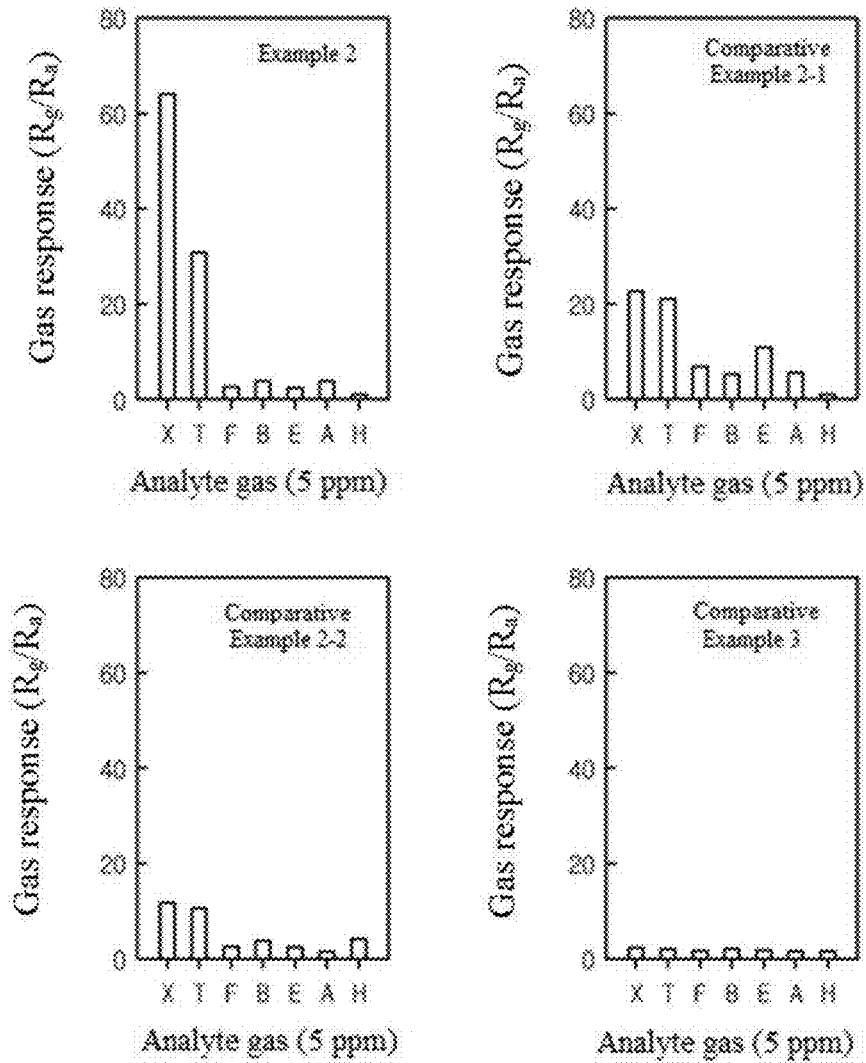 80
60
40
20
0
Gas response (Rg/Ra)
Example 2
X T F B E A H
Analyte gas (5 ppm)
80
60
40
20
0
Gas response (Rg/Ra)
Comparative
Example 2-1
X T F B E A H
Analyte gas (5 ppm)
80
60
40
20
0
Gas response (Rg/Ra)
Comparative
Example 2-2
X T F B E A H
Analyte gas (5 ppm)
80
60
40
20
0
Gas response (Rg/Ra)
Comparative
Example 3
X T F B E A H
Analyte gas (5 ppm)